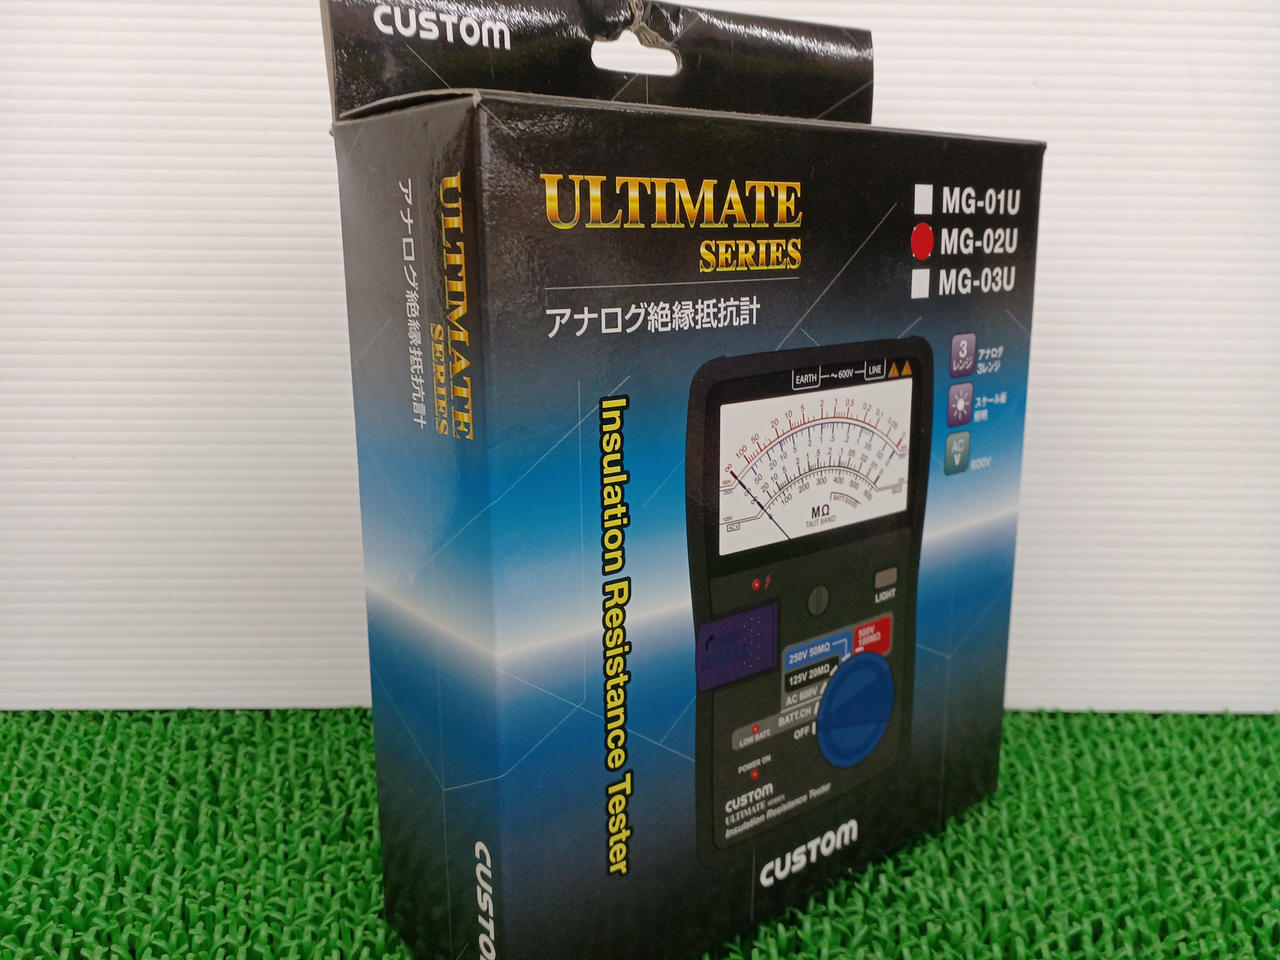 CUSTOM
ULTIMATE
SERIES
アナログ絶縁抵抗計
ULTIMATE
SERIES
アナログ絶縁抵抗計
MG-01U
MG-02U
MG-03U
3
レンジ
アナログ
3レンジ
スケール板
照明
AC
V
600V
Insulation Resistance Tester
EARTH
~600V
LINE
MΩ
TAUT BAND
LIGHT
500V
100MΩ
250V 50MΩ
125V 20MΩ
AC 600V
BATT.CH
OFF
LOW BATT.
POWER ON
CUSTOM
ULTIMATE SERIES
Insulation Resistance Tester
CUSTOM
CUSTO